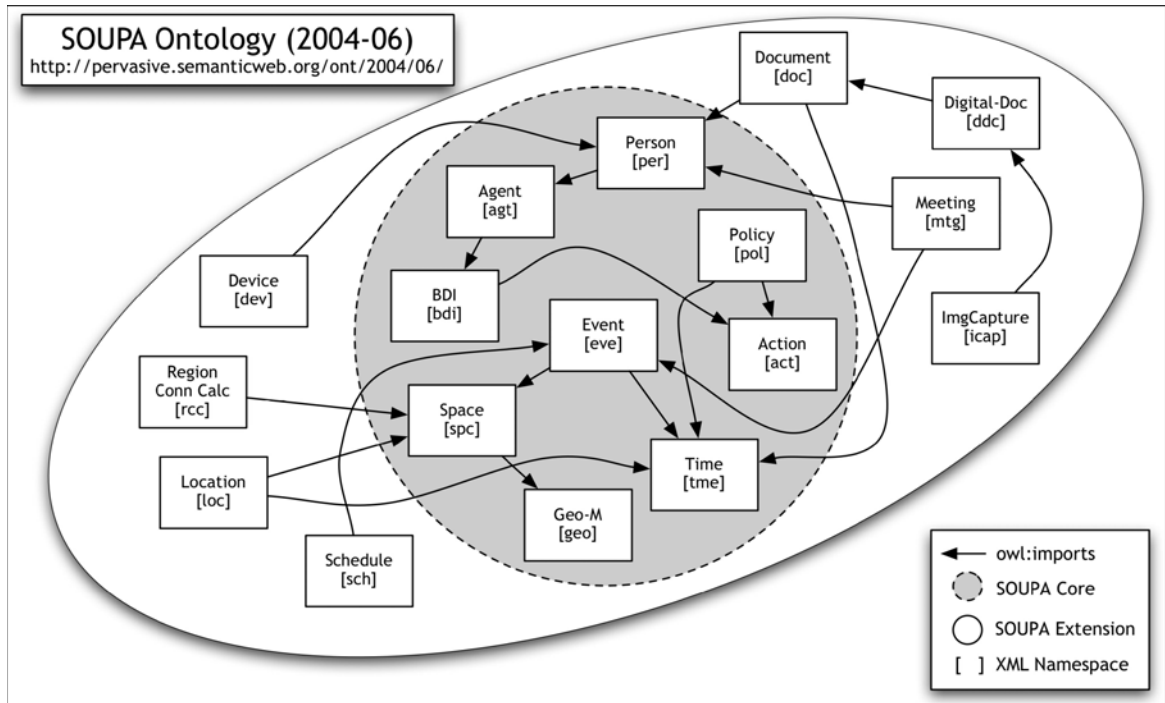 SOUPA Ontology (2004-06)
http://pervasive.semanticweb.org/ont/2004/06/
Document
[doc]
Digital-Doc
[ddc]
Person
[per]
Agent
[agt]
Meeting
[mtg]
Policy
[pol]
Device
[dev]
BDI
[bdi]
Event
[eve]
Action
[act]
ImgCapture
[icap]
Region
Conn Calc
[rcc]
Space
[spc]
Time
[tme]
Location
[loc]
Geo-M
[geo]
Schedule
[sch]
owl:imports
SOUPA Core
SOUPA Extension
[ ] XML Namespace